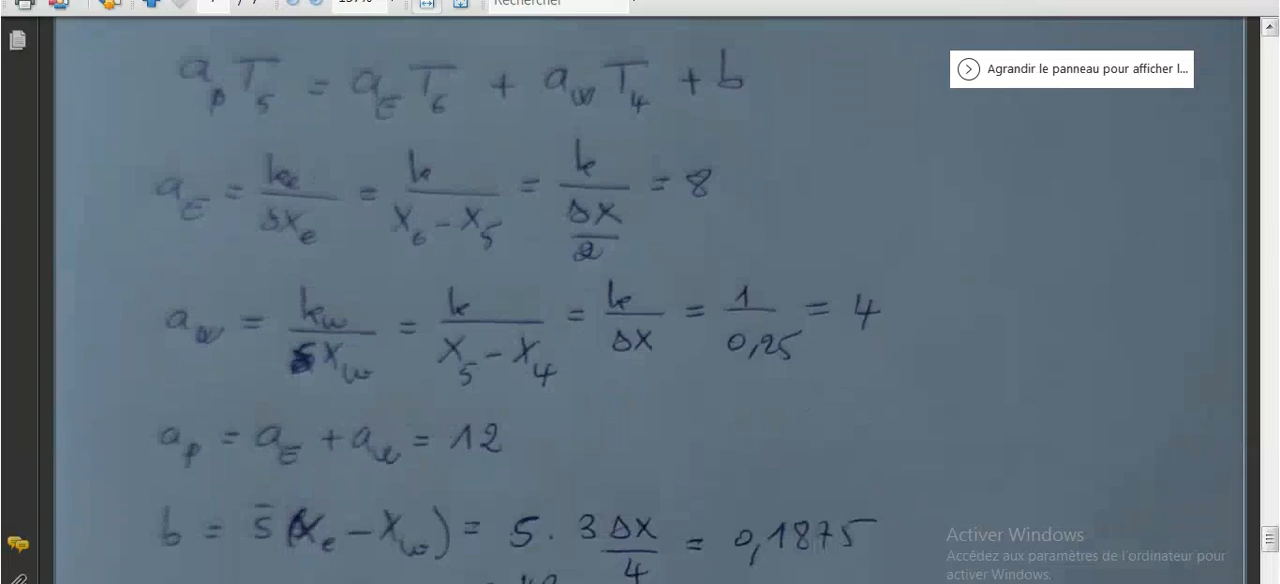 Rechercher
a_P T_5 = a_E T_6 + a_W T_4 + b
Agrandir le panneau pour afficher l...
a_E = k_e / δx_e = k / (x_6 - x_5) = k / (Δx / 2) = 8
a_W = k_w / δx_w = k / (x_5 - x_4) = k / Δx = 1 / 0,25 = 4
a_P = a_E + a_W = 12
b = S̄ (x_e - x_w) = 5 . 3 Δx / 4 = 0,1875
Activer Windows
Accédez aux paramètres de l'ordinateur pour
activer Windows.